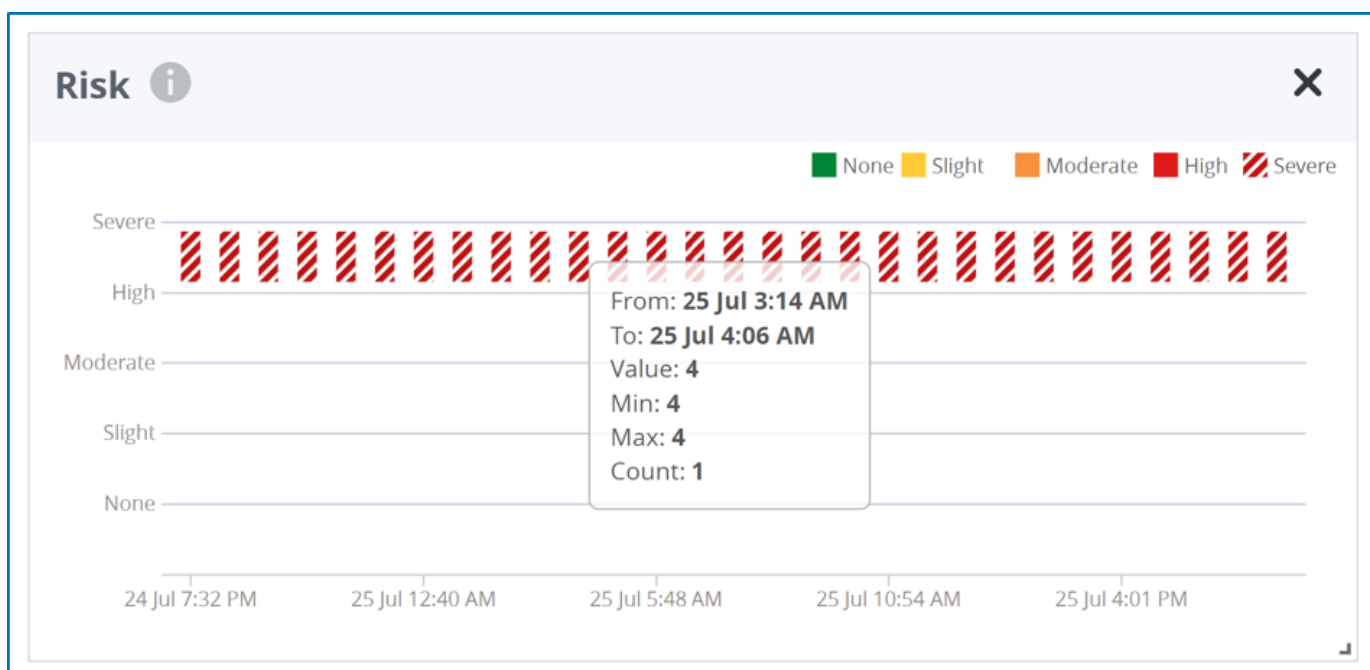 Risk
None Slight Moderate High Severe
Severe
High
Moderate
Slight
None
From: 25 Jul 3:14 AM
To: 25 Jul 4:06 AM
Value: 4
Min: 4
Max: 4
Count: 1
24 Jul 7:32 PM 25 Jul 12:40 AM 25 Jul 5:48 AM 25 Jul 10:54 AM 25 Jul 4:01 PM